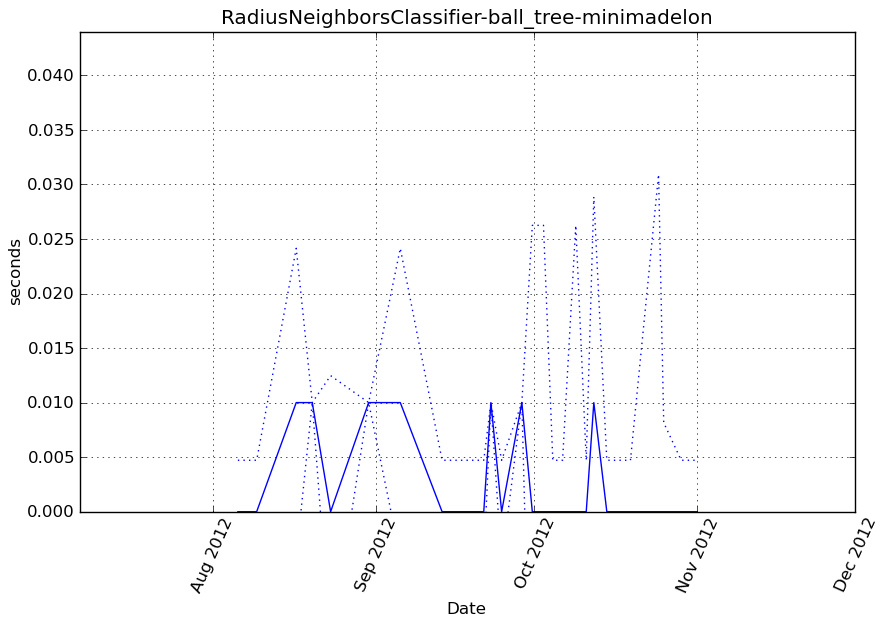 RadiusNeighborsClassifier-ball_tree-minimadelon
0.040
0.035
0.030
0.025
0.020
0.015
0.010
0.005
0.000
seconds
Aug 2012
Sep 2012
Oct 2012
Nov 2012
Dec 2012
Date